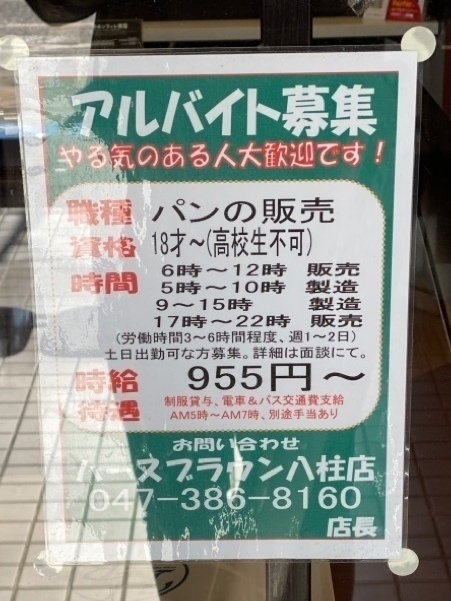 アルバイト募集
やる気のある人大歓迎です!
職種 パンの販売
資格 18才～(高校生不可)
時間 6時～12時 販売
5時～10時 製造
9～15時 製造
17時～22時 販売
(労働時間3～6時間程度、週1～2日)
土日出勤可な方募集。詳細は面談にて。
時給 955円～
待遇 制服貸与、電車&バス交通費支給
AM5時～AM7時、別途手当あり
お問い合わせ
ハースブラウン八柱店
047-386-8160
店長